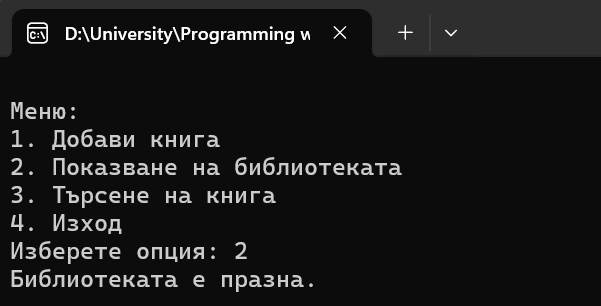 D:\University\Programming w
Меню:
1. Добави книга
2. Показване на библиотеката
3. Търсене на книга
4. Изход
Изберете опция: 2
Библиотеката е празна.